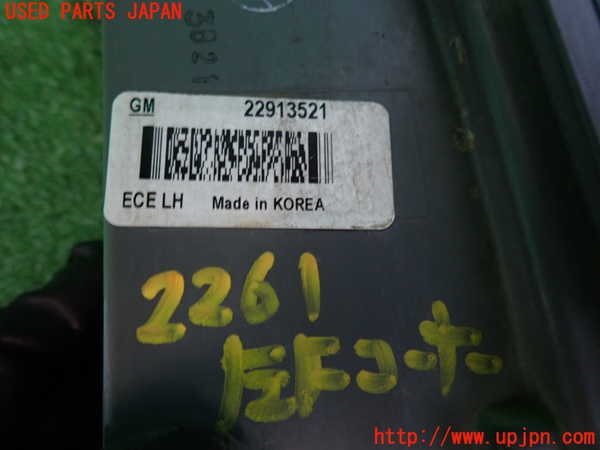 USED PARTS JAPAN
GM 22913521
ECE LH Made in KOREA
2261
左ドコーナー
http://www.upjpn.com/